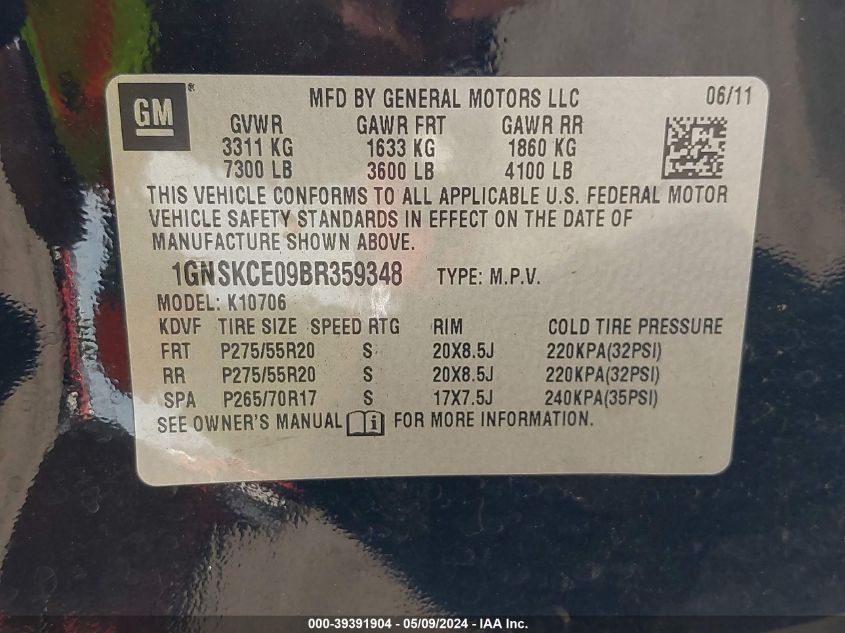 GM ® MFD BY GENERAL MOTORS LLC 06/11
GVWR GAWR FRT GAWR RR
3311 KG 1633 KG 1860 KG
7300 LB 3600 LB 4100 LB
THIS VEHICLE CONFORMS TO ALL APPLICABLE U.S. FEDERAL MOTOR
VEHICLE SAFETY STANDARDS IN EFFECT ON THE DATE OF
MANUFACTURE SHOWN ABOVE.
1GNSKCE09BR359348 TYPE: M.P.V.
MODEL: K10706
KDVF TIRE SIZE SPEED RTG RIM COLD TIRE PRESSURE
FRT P275/55R20 S 20X8.5J 220KPA(32PSI)
RR P275/55R20 S 20X8.5J 220KPA(32PSI)
SPA P265/70R17 S 17X7.5J 240KPA(35PSI)
SEE OWNER'S MANUAL i FOR MORE INFORMATION.
000-39391904 - 05/09/2024 - IAA Inc.